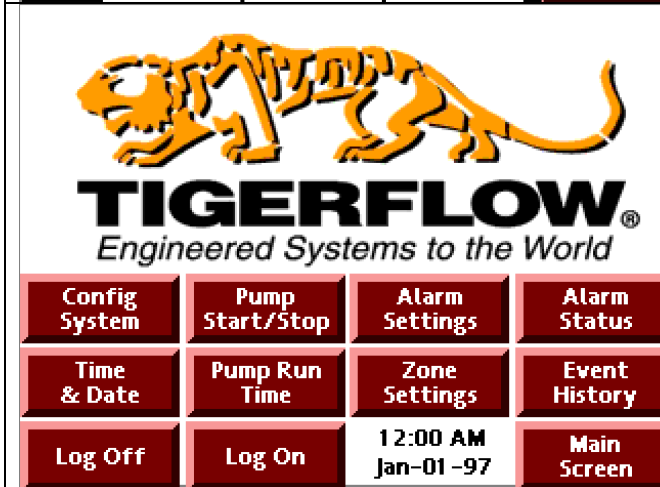 TIGERFLOW®
Engineered Systems to the World
Config
System
Pump
Start/Stop
Alarm
Settings
Alarm
Status
Time
& Date
Pump Run
Time
Zone
Settings
Event
History
Log Off
Log On
12:00 AM
Jan-01-97
Main
Screen